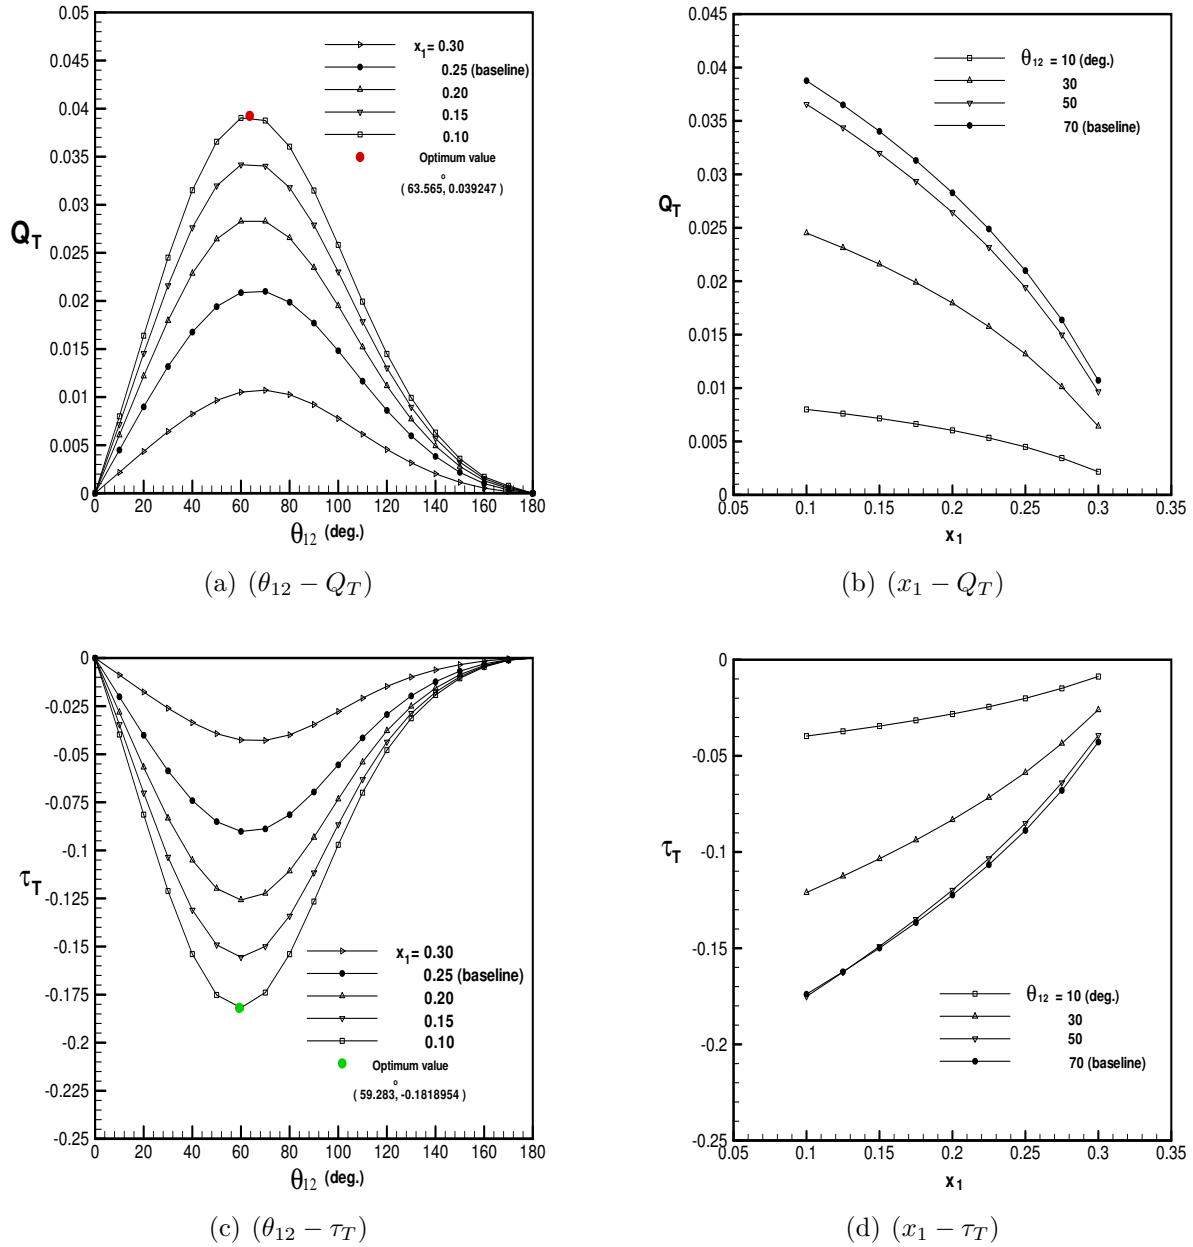 0.05
0.045
0.04
0.035
0.03
0.025
0.02
0.015
0.01
0.005
0
Q_T
x_1 = 0.30
0.25 (baseline)
0.20
0.15
0.10
Optimum value
( 63.565°, 0.039247 )
0 20 40 60 80 100 120 140 160 180
θ_12 (deg.)
(a) (θ_12 − Q_T)
0.045
0.04
0.035
0.03
0.025
0.02
0.015
0.01
0.005
0
Q_T
θ_12 = 10 (deg.)
30
50
70 (baseline)
0.05 0.1 0.15 0.2 0.25 0.3 0.35
x_1
(b) (x_1 − Q_T)
0
-0.025
-0.05
-0.075
-0.1
-0.125
-0.15
-0.175
-0.2
-0.225
-0.25
τ_T
x_1 = 0.30
0.25 (baseline)
0.20
0.15
0.10
Optimum value
( 59.283°, -0.1818954 )
0 20 40 60 80 100 120 140 160 180
θ_12 (deg.)
(c) (θ_12 − τ_T)
0
-0.05
-0.1
-0.15
-0.2
-0.25
τ_T
θ_12 = 10 (deg.)
30
50
70 (baseline)
0.05 0.1 0.15 0.2 0.25 0.3 0.35
x_1
(d) (x_1 − τ_T)